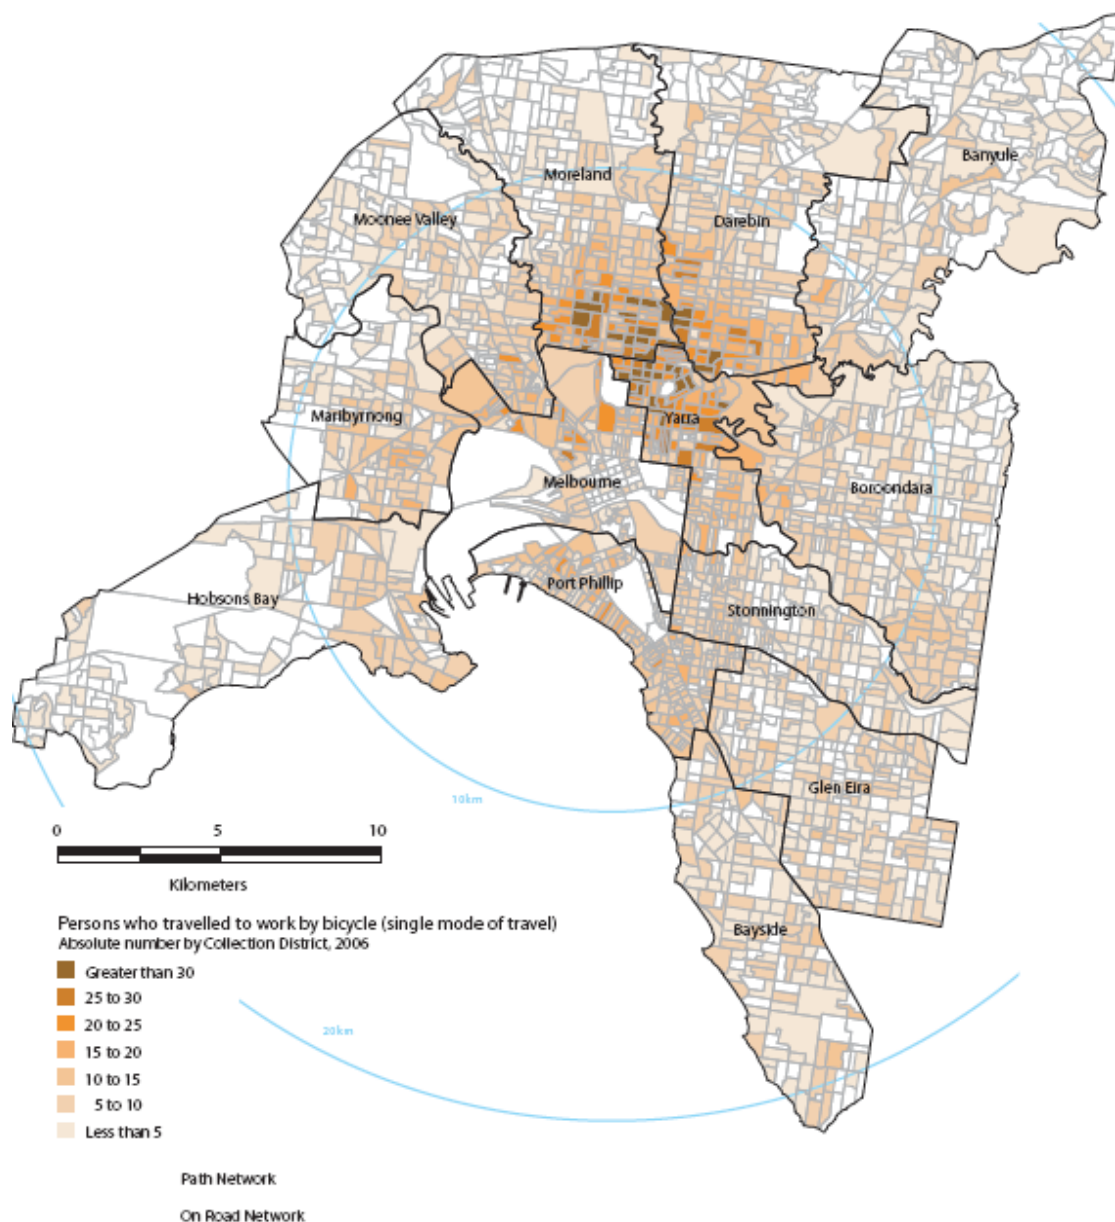 Banyule
Moreland
Moonee Valley
Darebin
Maribyrnong
Yarra
Melbourne
Boroondara
Port Phillip
Hobsons Bay
Stonnington
10km
Glen Eira
0 5 10
Kilometers
Persons who travelled to work by bicycle (single mode of travel)
Absolute number by Collection District, 2006
Bayside
Greater than 30
25 to 30
20 to 25
20km
15 to 20
10 to 15
5 to 10
Less than 5
Path Network
On Road Network